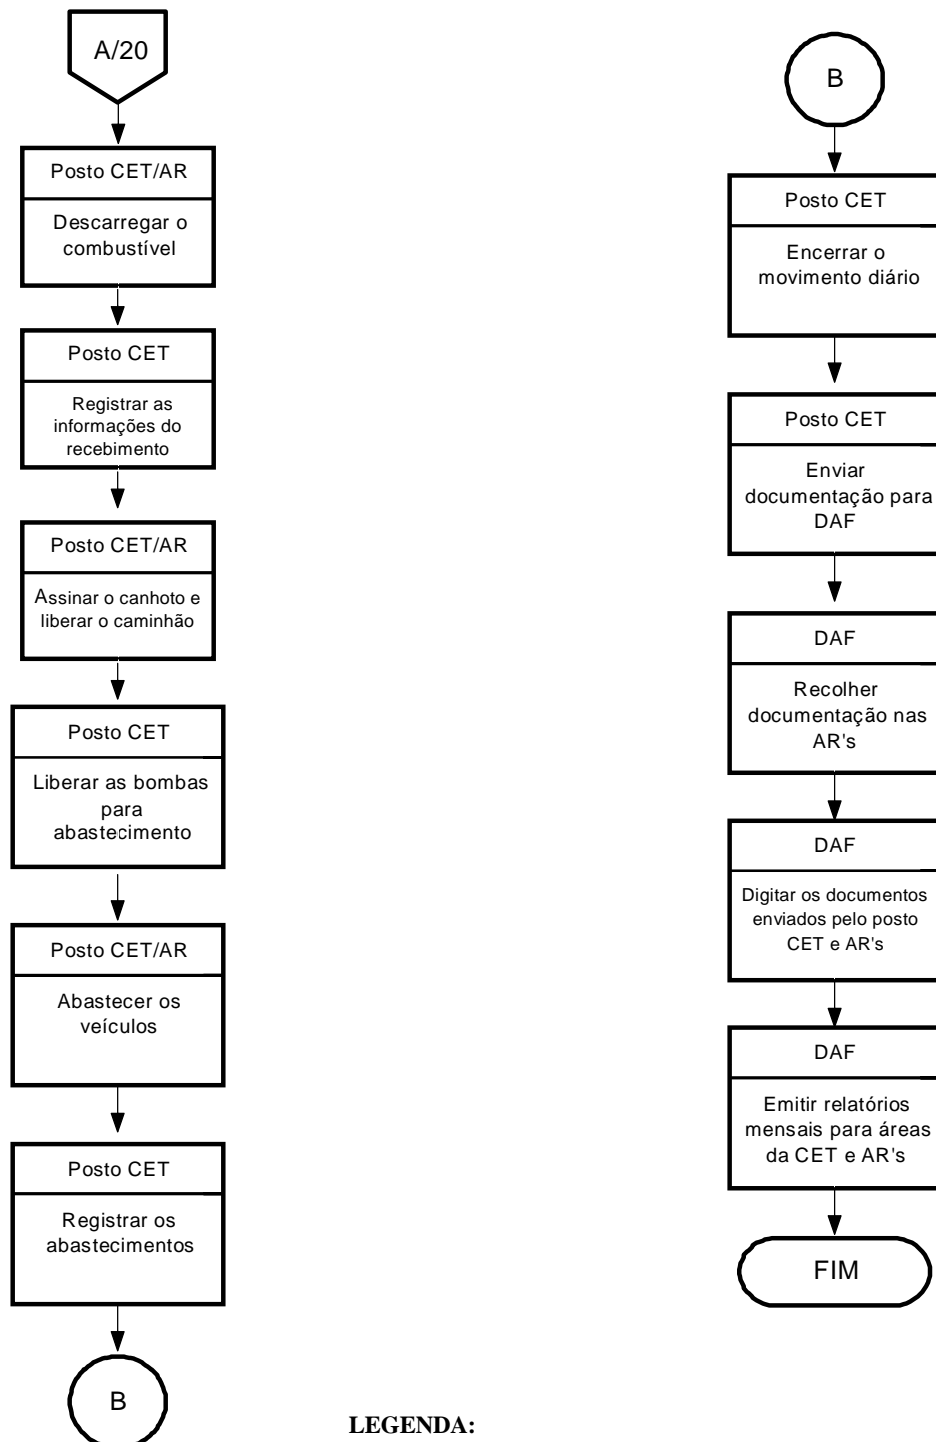 A/20
Posto CET/AR
Descarregar o
combustível
Posto CET
Registrar as
informações do
recebimento
Posto CET/AR
Assinar o canhoto e
liberar o caminhão
Posto CET
Liberar as bombas
para
abastecimento
Posto CET/AR
Abastecer os
veículos
Posto CET
Registrar os
abastecimentos
B
B
Posto CET
Encerrar o
movimento diário
Posto CET
Enviar
documentação para
DAF
DAF
Recolher
documentação nas
AR's
DAF
Digitar os documentos
enviados pelo posto
CET e AR's
DAF
Emitir relatórios
mensais para áreas
da CET e AR's
FIM
LEGENDA: